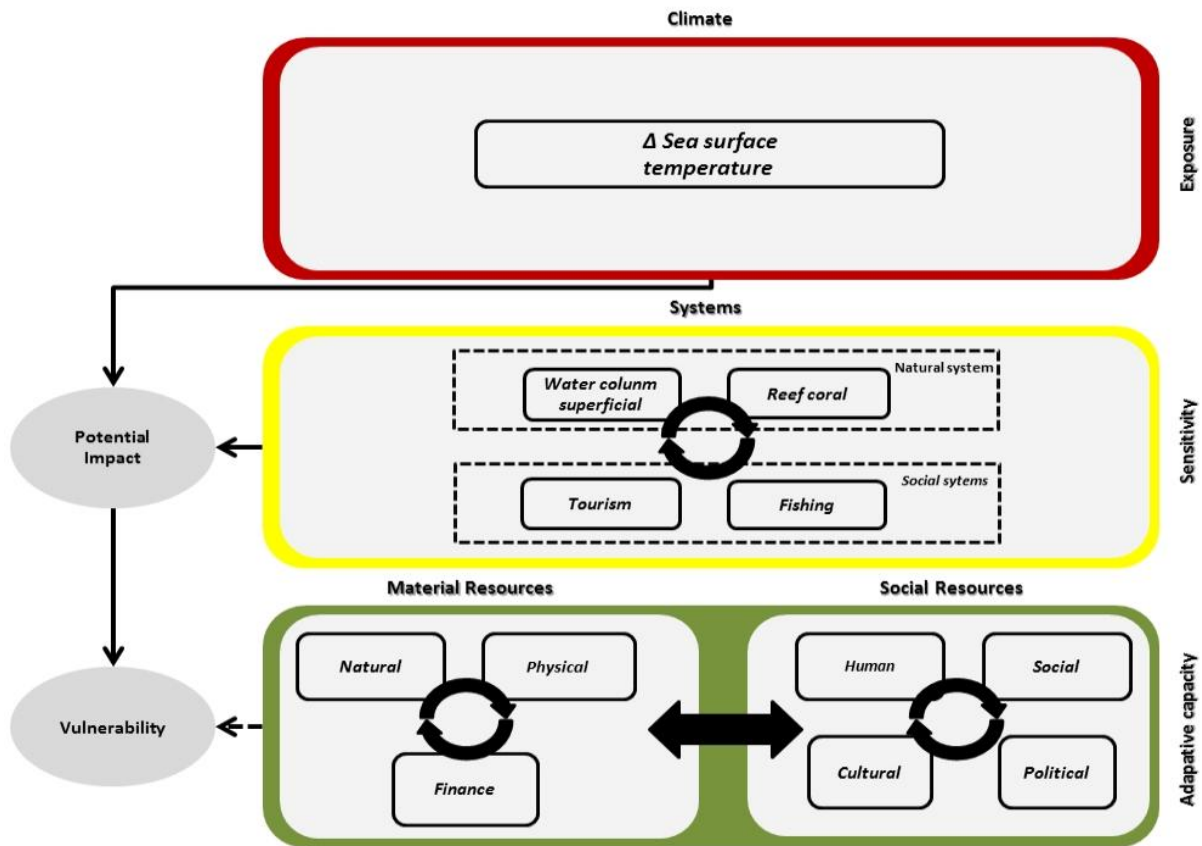 Climate
Δ Sea surface
temperature
Exposure
Systems
Natural system
Water colunm
superficial
Reef coral
Potential
Impact
Social sytems
Tourism
Fishing
Sensitivity
Material Resources
Social Resources
Natural
Physical
Human
Social
Vulnerability
Finance
Cultural
Political
Adapative capacity